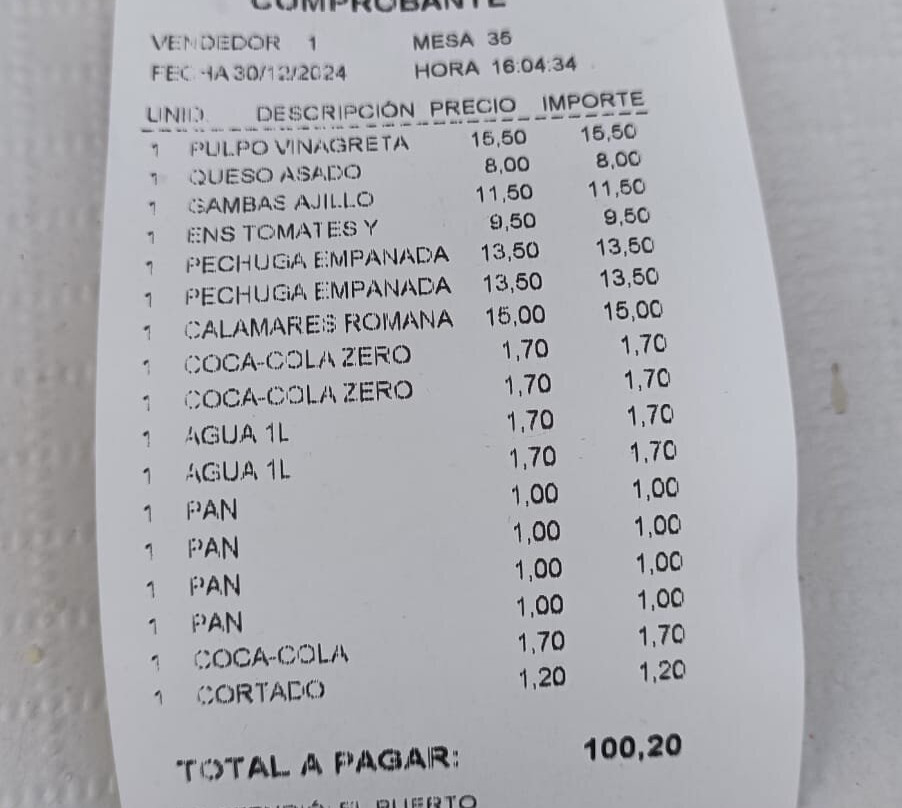 COMPROBANTE
VENDEDOR 1 MESA 35
FECHA 30/12/2024 HORA 16:04:34
UNID. DESCRIPCIÓN PRECIO IMPORTE
1 PULPO VINAGRETA 15,50 15,50
1 QUESO ASADO 8,00 8,00
1 GAMBAS AJILLO 11,50 11,50
1 ENS TOMATES Y 9,50 9,50
1 PECHUGA EMPANADA 13,50 13,50
1 PECHUGA EMPANADA 13,50 13,50
1 CALAMARES ROMANA 15,00 15,00
1 COCA-COLA ZERO 1,70 1,70
1 COCA-COLA ZERO 1,70 1,70
1 AGUA 1L 1,70 1,70
1 AGUA 1L 1,70 1,70
1 PAN 1,00 1,00
1 PAN 1,00 1,00
1 PAN 1,00 1,00
1 PAN 1,00 1,00
1 COCA-COLA 1,70 1,70
1 CORTADO 1,20 1,20
TOTAL A PAGAR: 100,20
EL PUERTO